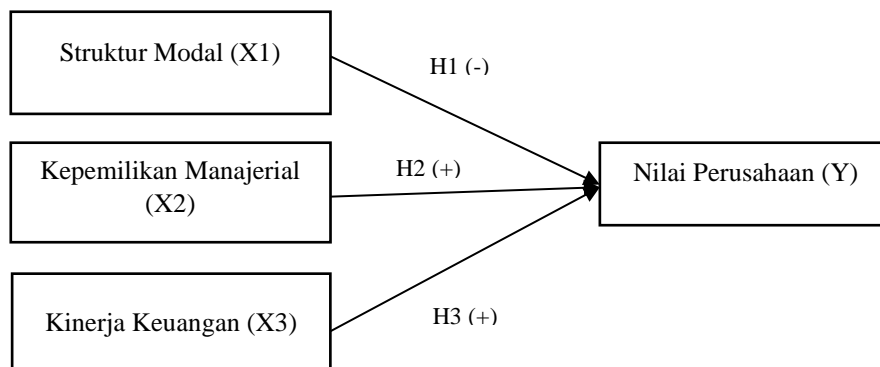 Struktur Modal (X1)
H1 (-)
Kepemilikan Manajerial
(X2)
H2 (+)
Nilai Perusahaan (Y)
Kinerja Keuangan (X3)
H3 (+)